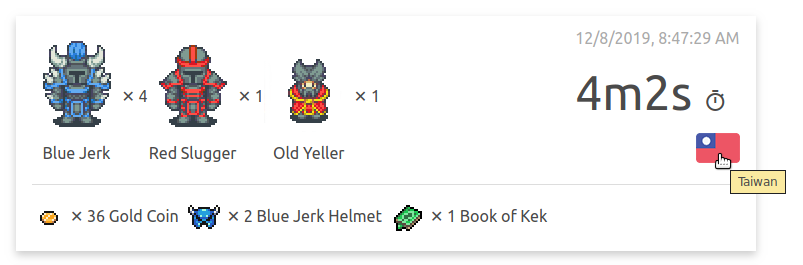 12/8/2019, 8:47:29 AM
× 4 × 1 × 1
4m2s
Blue Jerk Red Slugger Old Yeller
Taiwan
× 36 Gold Coin × 2 Blue Jerk Helmet × 1 Book of Kek